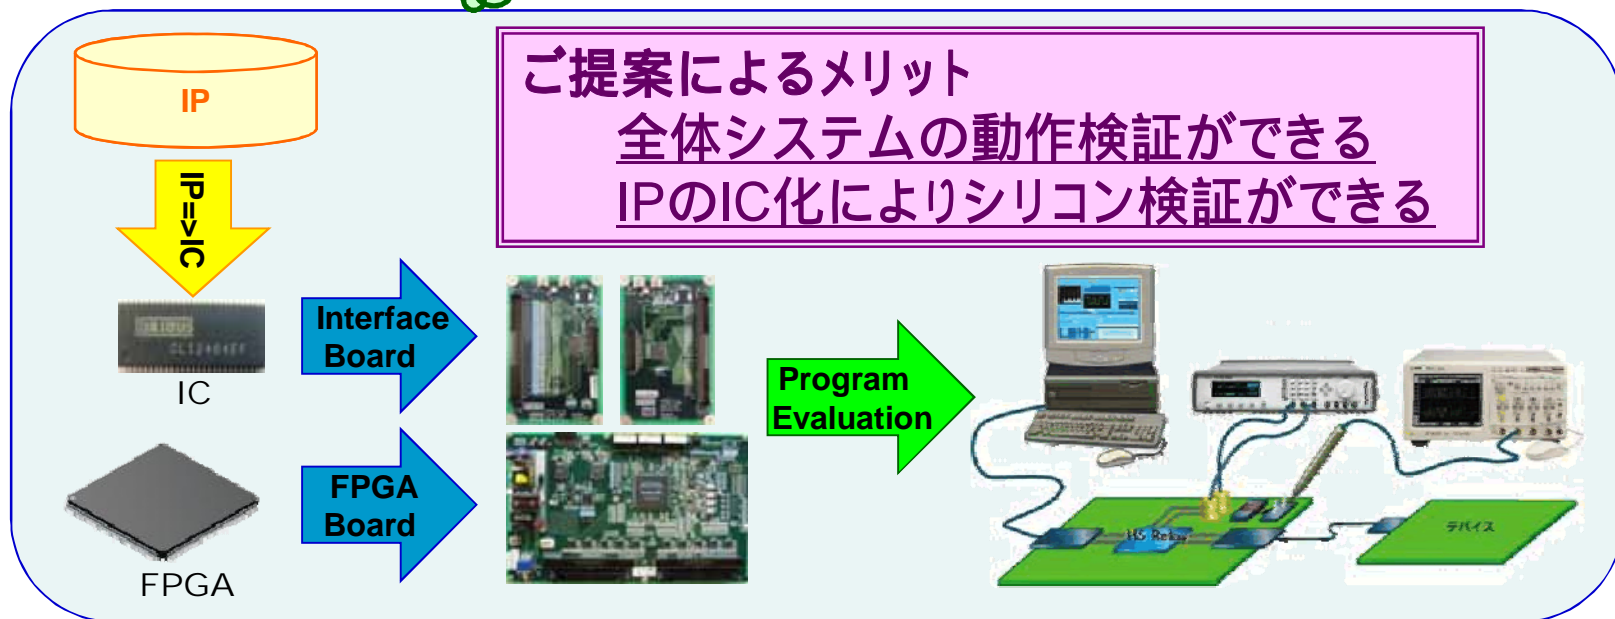 IP
IP=>IC
ご提案によるメリット
全体システムの動作検証ができる
IPのIC化によりシリコン検証ができる
IC
Interface
Board
FPGA
FPGA
Board
Program
Evaluation
HS Relay
デバイス